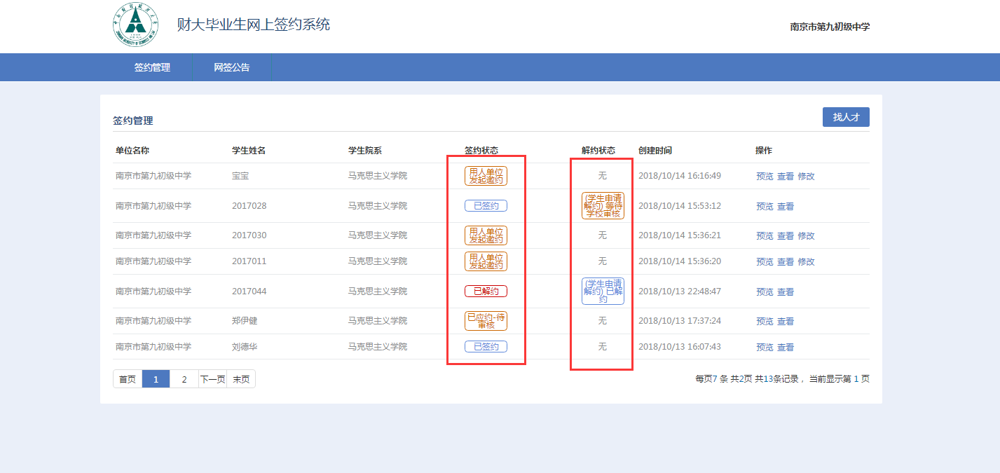 财大毕业生网上签约系统
南京市第九初级中学
签约管理 网签公告
签约管理
找人才
单位名称 学生姓名 学生院系 签约状态 解约状态 创建时间 操作
南京市第九初级中学 宝宝 马克思主义学院 用人单位发起邀约 无 2018/10/14 16:16:49 预览 查看 修改
南京市第九初级中学 2017028 马克思主义学院 已签约 (学生申请解约) 等待学校审核 2018/10/14 15:53:12 预览 查看
南京市第九初级中学 2017030 马克思主义学院 用人单位发起邀约 无 2018/10/14 15:36:21 预览 查看 修改
南京市第九初级中学 2017011 马克思主义学院 用人单位发起邀约 无 2018/10/14 15:36:20 预览 查看 修改
南京市第九初级中学 2017044 马克思主义学院 已解约 (学生申请解约) 已解约 2018/10/13 22:48:47 预览 查看
南京市第九初级中学 郑伊健 马克思主义学院 已应约-待审核 无 2018/10/13 17:37:24 预览 查看
南京市第九初级中学 刘德华 马克思主义学院 已签约 无 2018/10/13 16:07:43 预览 查看
首页 1 2 下一页 末页
每页7 条 共2页 共13条记录 ，当前显示第 1 页